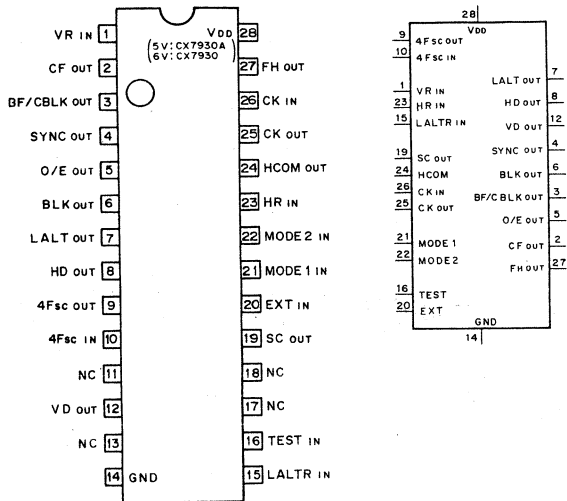 VR IN 1
CF OUT 2
BF/CBLK OUT 3
SYNC OUT 4
O/E OUT 5
BLK OUT 6
LALT OUT 7
HD OUT 8
4FSC OUT 9
4FSC IN 10
NC 11
VD OUT 12
NC 13
14 GND
VDD 28
(5V:CX7930A
6V:CX7930)
27 FH OUT
26 CK IN
25 CK OUT
24 HCOM OUT
23 HR IN
22 MODE2 IN
21 MODE1 IN
20 EXT IN
19 SC OUT
18 NC
17 NC
16 TEST IN
15 LALTR IN
28
VDD
9 4FSC OUT
10 4FSC IN
1 VR IN
23 HR IN
15 LALTR IN
19 SC OUT
24 HCOM
26 CK IN
25 CK OUT
21 MODE 1
22 MODE2
16 TEST
20 EXT
LALT OUT 7
HD OUT 8
VD OUT 12
SYNC OUT 4
BLK OUT 6
BF/CBLK OUT 3
O/E OUT 5
CF OUT 2
FH OUT 27
GND
14